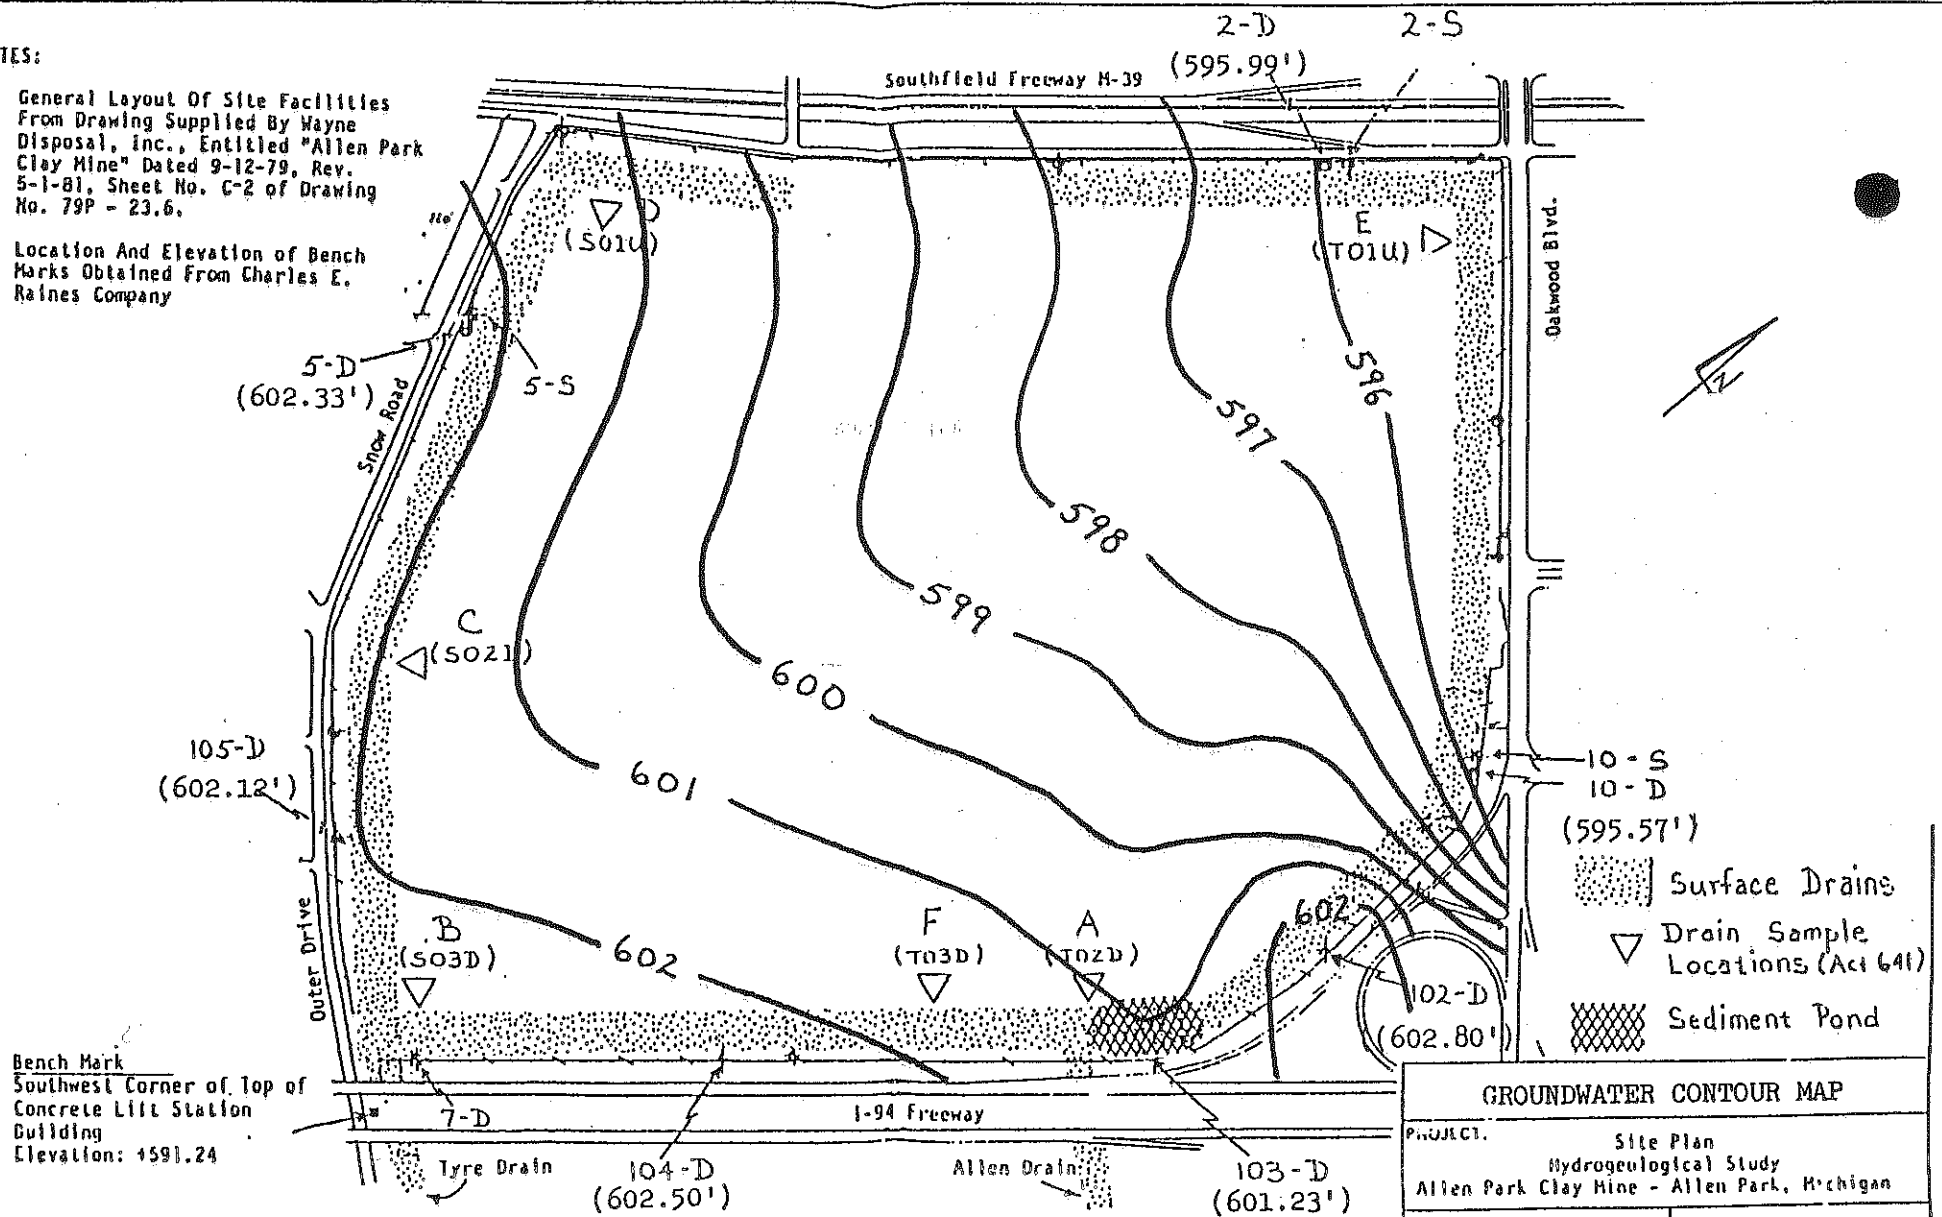 TES:
General Layout Of Site Facilities
From Drawing Supplied By Wayne
Disposal, Inc., Entitled "Allen Park
Clay Mine" Dated 9-12-79, Rev.
5-1-81, Sheet No. C-2 of Drawing
No. 79P - 23.6.
Location And Elevation of Bench
Marks Obtained From Charles E.
Raines Company
2-D
(595.99')
2-S
Southfield Freeway M-39
D
(S01U)
E
(T01U)
Oakwood Blvd.
N
5-D
(602.33')
5-S
Snow Road
596
597
598
599
600
601
602
602
C
(S021)
105-D
(602.12')
10-S
10-D
(595.57')
Outer Drive
B
(S03D)
F
(T03D)
A
(T02D)
102-D
(602.80')
Surface Drains
Drain Sample
Locations (Act 641)
Sediment Pond
Bench Mark
Southwest Corner of Top of
Concrete Lift Station
Building
Elevation: +591.24
7-D
I-94 Freeway
Tyre Drain
104-D
(602.50')
Allen Drain
103-D
(601.23')
GROUNDWATER CONTOUR MAP
PROJECT.
Site Plan
Hydrogeological Study
Allen Park Clay Mine - Allen Park, Michigan